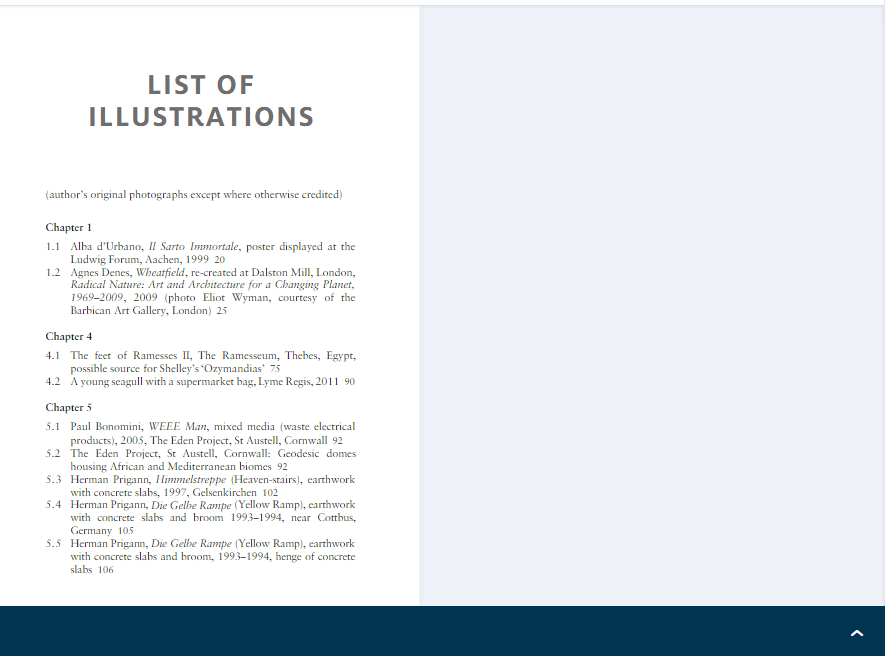 LIST OF
ILLUSTRATIONS
(author's original photographs except where otherwise credited)
Chapter 1
1.1 Alba d'Urbano, Il Sarto Immortale, poster displayed at the
Ludwig Forum, Aachen, 1999 20
1.2 Agnes Denes, Wheatfield, re-created at Dalston Mill, London,
Radical Nature: Art and Architecture for a Changing Planet,
1969–2009, 2009 (photo Eliot Wyman, courtesy of the
Barbican Art Gallery, London) 25
Chapter 4
4.1 The feet of Ramesses II, The Ramesseum, Thebes, Egypt,
possible source for Shelley's 'Ozymandias' 75
4.2 A young seagull with a supermarket bag, Lyme Regis, 2011 90
Chapter 5
5.1 Paul Bonomini, WEEE Man, mixed media (waste electrical
products), 2005, The Eden Project, St Austell, Cornwall 92
5.2 The Eden Project, St Austell, Cornwall: Geodesic domes
housing African and Mediterranean biomes 92
5.3 Herman Prigann, Himmelstreppe (Heaven-stairs), earthwork
with concrete slabs, 1997, Gelsenkirchen 102
5.4 Herman Prigann, Die Gelbe Rampe (Yellow Ramp), earthwork
with concrete slabs and broom 1993–1994, near Cottbus,
Germany 105
5.5 Herman Prigann, Die Gelbe Rampe (Yellow Ramp), earthwork
with concrete slabs and broom, 1993–1994, henge of concrete
slabs 106